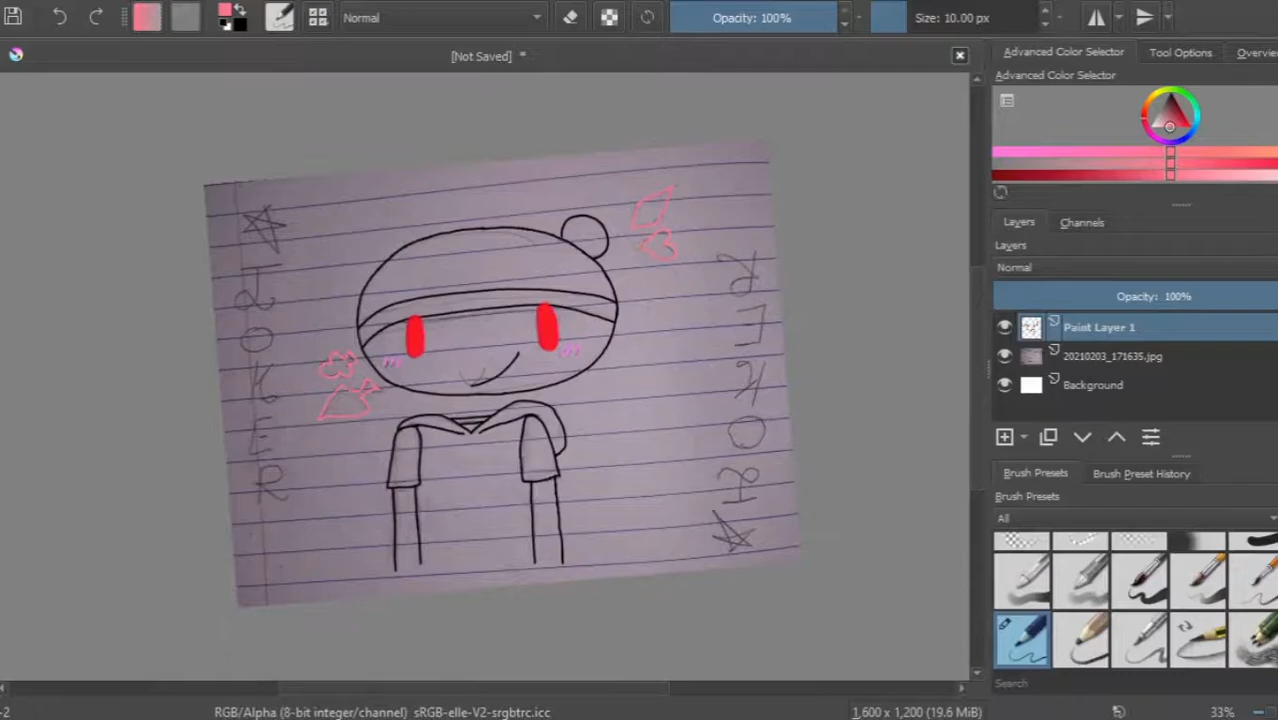 Normal
Opacity: 100%
Size: 10.00 px
[Not Saved] *
Advanced Color Selector
Tool Options
Overvie
Advanced Color Selector
Layers
Channels
Layers
Normal
Opacity: 100%
Paint Layer 1
20210203_171635.jpg
Background
Brush Presets
Brush Preset History
Brush Presets
All
Search
H
O
K
E
R
R
E
K
O
H
-2
RGB/Alpha (8-bit integer/channel) sRGB-elle-V2-srgbtrc.icc
1,600 x 1,200 (19.6 MiB)
33%